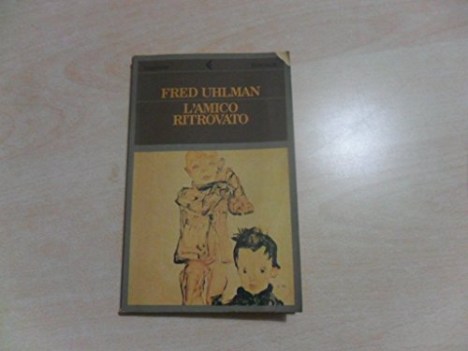 FRED UHLMAN
L'AMICO
RITROVATO